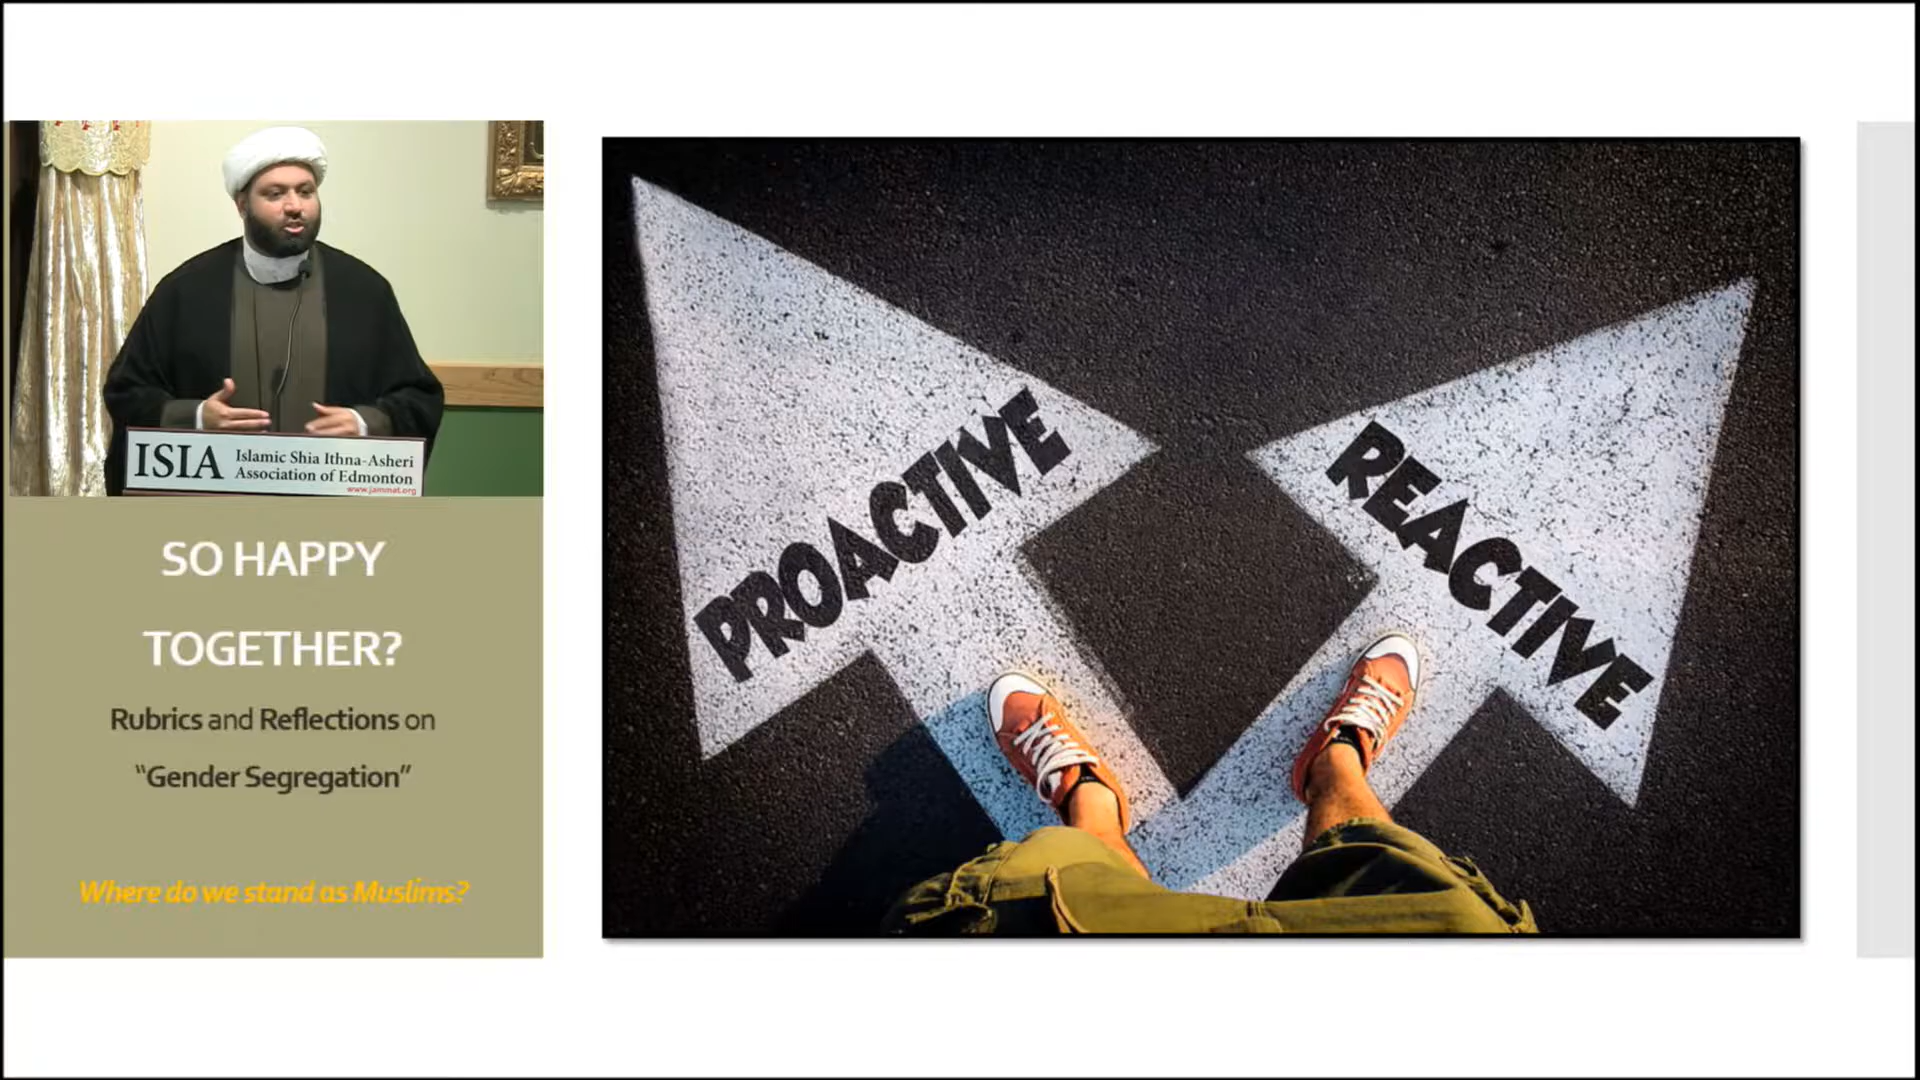 ISIA
Islamic Shia Ithna-Asheri
Association of Edmonton
www.jammat.org
SO HAPPY
TOGETHER?
Rubrics and Reflections on
“Gender Segregation”
Where do we stand as Muslims?
PROACTIVE
REACTIVE